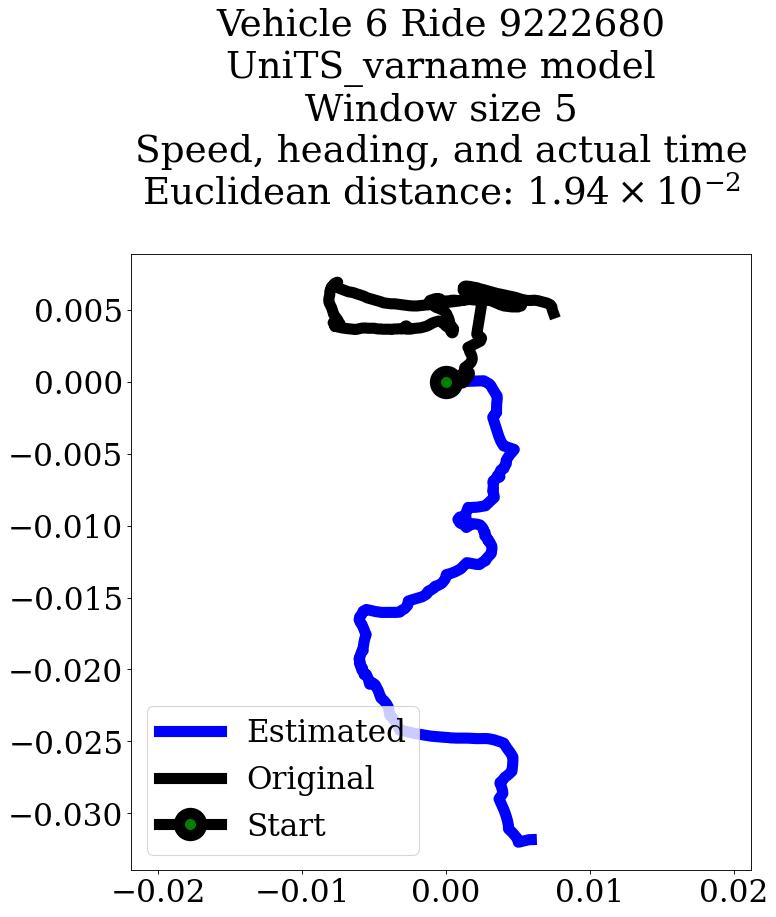 Vehicle 6 Ride 9222680
UniTS_varname model
Window size 5
Speed, heading, and actual time
Euclidean distance: 1.94 × 10⁻²
0.005
0.000
−0.005
−0.010
−0.015
−0.020
−0.025
−0.030
Estimated
Original
Start
−0.02
−0.01
0.00
0.01
0.02